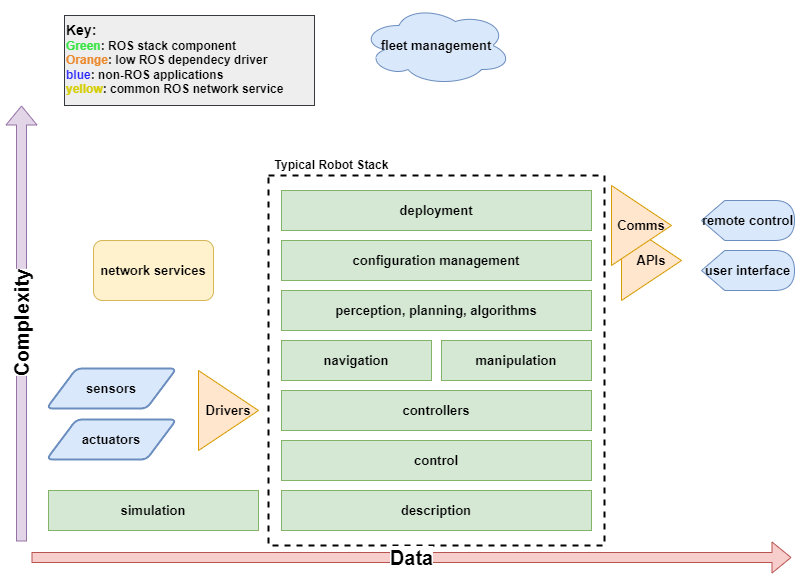 Key:
Green: ROS stack component
Orange: low ROS dependecy driver
blue: non-ROS applications
yellow: common ROS network service
fleet management
Typical Robot Stack
deployment
configuration management
perception, planning, algorithms
navigation
manipulation
controllers
control
description
Comms
APIs
remote control
user interface
network services
sensors
actuators
Drivers
simulation
Complexity
Data